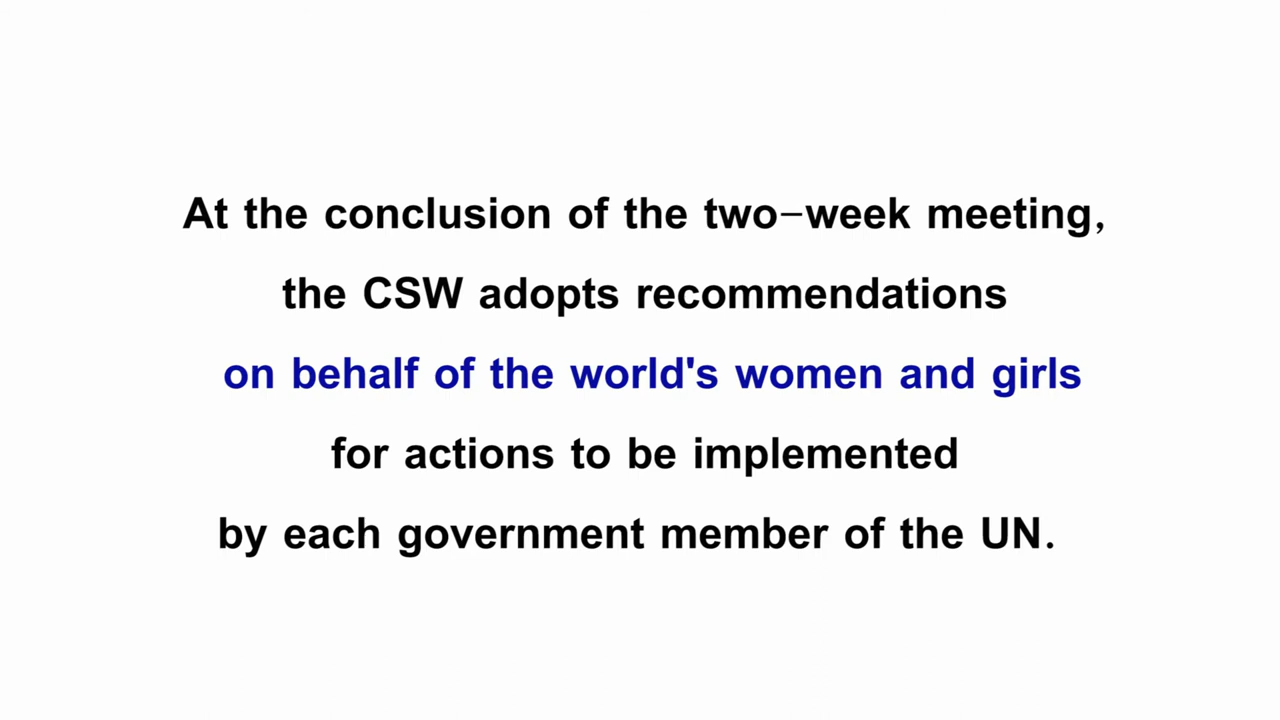 At the conclusion of the two-week meeting,
the CSW adopts recommendations
on behalf of the world's women and girls
for actions to be implemented
by each government member of the UN.